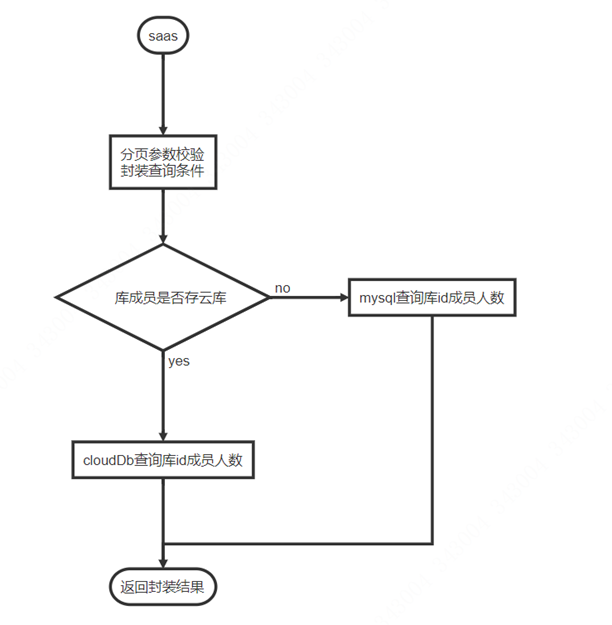 saas
分页参数校验
封装查询条件
库成员是否存云库
no
mysql查询库id成员人数
yes
cloudDb查询库id成员人数
返回封装结果